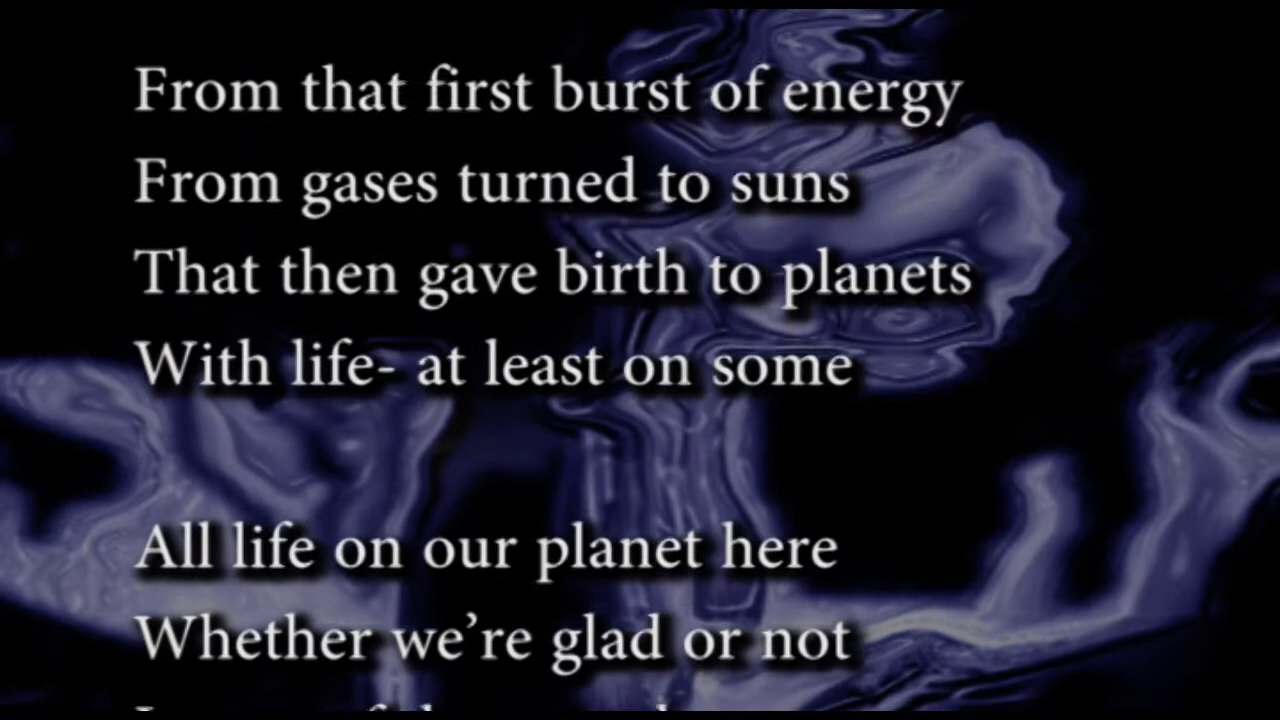 From that first burst of energy
From gases turned to suns
That then gave birth to planets
With life- at least on some
All life on our planet here
Whether we’re glad or not